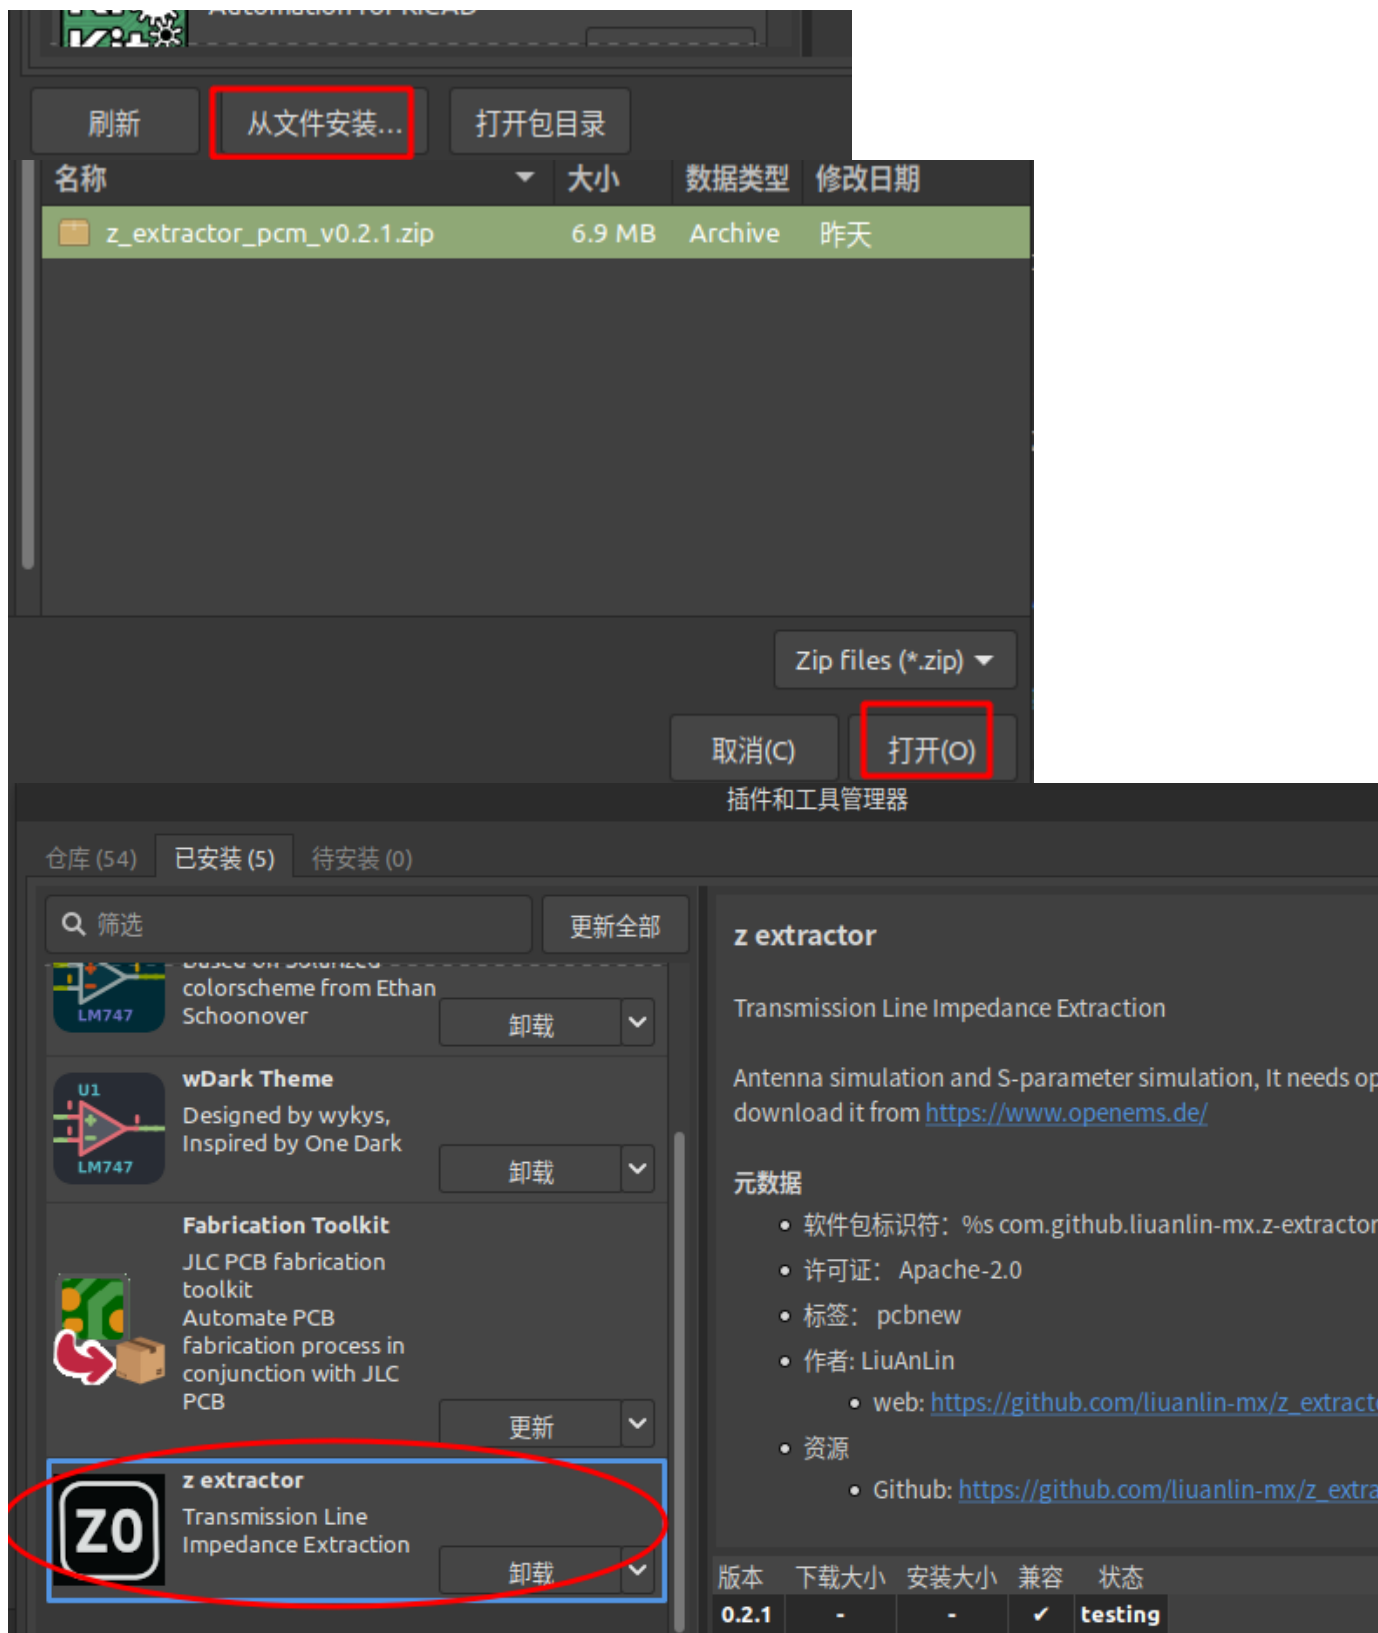 Automation for KiCAD
Kit
刷新
从文件安装...
打开包目录
名称
大小
数据类型
修改日期
z_extractor_pcm_v0.2.1.zip
6.9 MB
Archive
昨天
Zip files (*.zip)
取消(C)
打开(O)
插件和工具管理器
仓库 (54)
已安装 (5)
待安装 (0)
筛选
更新全部
Based on Solarized
colorscheme from Ethan
Schoonover
LM747
卸载
U1
LM747
wDark Theme
Designed by wykys,
Inspired by One Dark
卸载
Fabrication Toolkit
JLC PCB fabrication
toolkit
Automate PCB
fabrication process in
conjunction with JLC
PCB
更新
Z0
z extractor
Transmission Line
Impedance Extraction
卸载
z extractor
Transmission Line Impedance Extraction
Antenna simulation and S-parameter simulation, It needs op
download it from https://www.openems.de/
元数据
软件包标识符：%s com.github.liuanlin-mx.z-extractor
许可证： Apache-2.0
标签： pcbnew
作者: LiuAnLin
web: https://github.com/liuanlin-mx/z_extract
资源
Github: https://github.com/liuanlin-mx/z_extra
版本 下载大小 安装大小 兼容 状态
0.2.1 - - ✔ testing